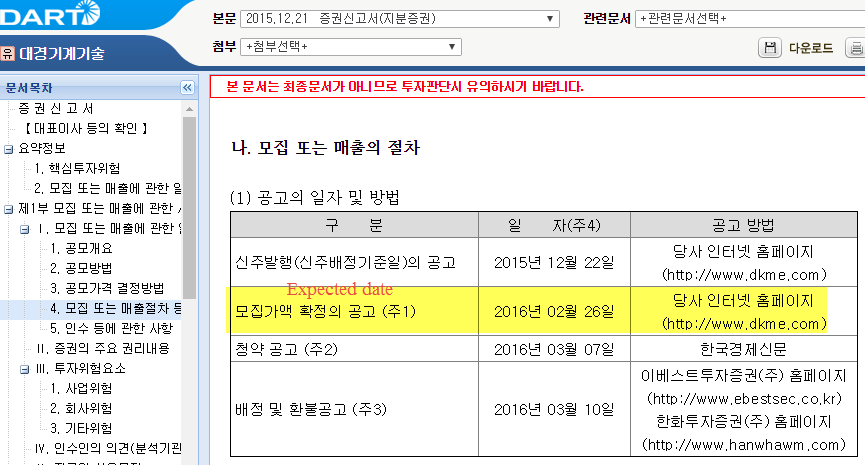 DART
본문 2015.12.21 증권신고서(지분증권) 관련문서 +관련문서선택+
유 대경기계기술 첨부 +첨부선택+ 다운로드
문서목차
본 문서는 최종문서가 아니므로 투자판단시 유의하시기 바랍니다.
증 권 신 고 서
【 대표이사 등의 확인 】
요약정보
1. 핵심투자위험
2. 모집 또는 매출에 관한 일
제1부 모집 또는 매출에 관한
I. 모집 또는 매출에 관한
1. 공모개요
2. 공모방법
3. 공모가격 결정방법
4. 모집 또는 매출절차 등
5. 인수 등에 관한 사항
II. 증권의 주요 권리내용
III. 투자위험요소
1. 사업위험
2. 회사위험
3. 기타위험
IV. 인수인의 의견(분석기관
나. 모집 또는 매출의 절차
(1) 공고의 일자 및 방법
구 분 일 자(주4) 공고 방법
신주발행(신주배정기준일)의 공고 2015년 12월 22일 당사 인터넷 홈페이지
(http://www.dkme.com)
Expected date
모집가액 확정의 공고 (주1) 2016년 02월 26일 당사 인터넷 홈페이지
(http://www.dkme.com)
청약 공고 (주2) 2016년 03월 07일 한국경제신문
배정 및 환불공고 (주3) 2016년 03월 10일 이베스트투자증권(주) 홈페이지
(http://www.ebestsec.co.kr)
한화투자증권(주) 홈페이지
(http://www.hanwhawm.com)